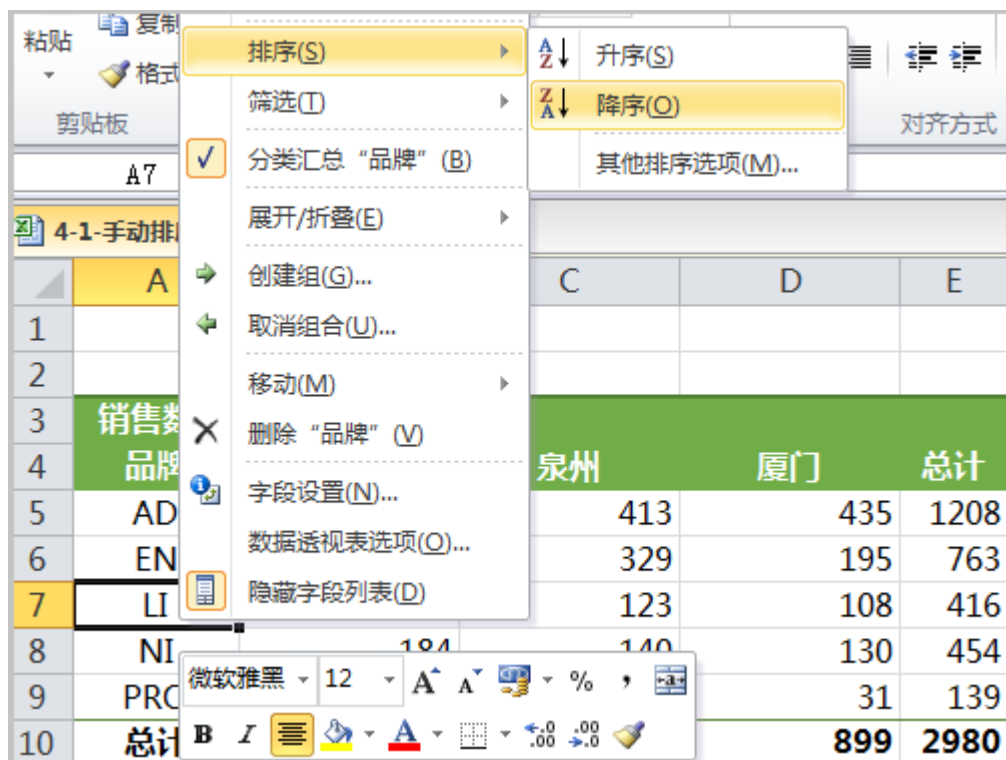 粘贴
复制
格式
剪贴板
对齐方式
排序(S)
筛选(T)
分类汇总“品牌” (B)
展开/折叠(E)
创建组(G)...
取消组合(U)...
移动(M)
删除“品牌” (V)
字段设置(N)...
数据透视表选项(O)...
隐藏字段列表(D)
升序(S)
降序(O)
其他排序选项(M)...
A7
4-1-手动排
A C D E
1
2
3 销售
4 品牌 泉州 厦门 总计
5 AD 413 435 1208
6 EN 329 195 763
7 LI 123 108 416
8 NI 184 140 130 454
9 PRO 31 139
10 总计 899 2980
微软雅黑 12 A A % ,
B I A .0 .00 .00 .0